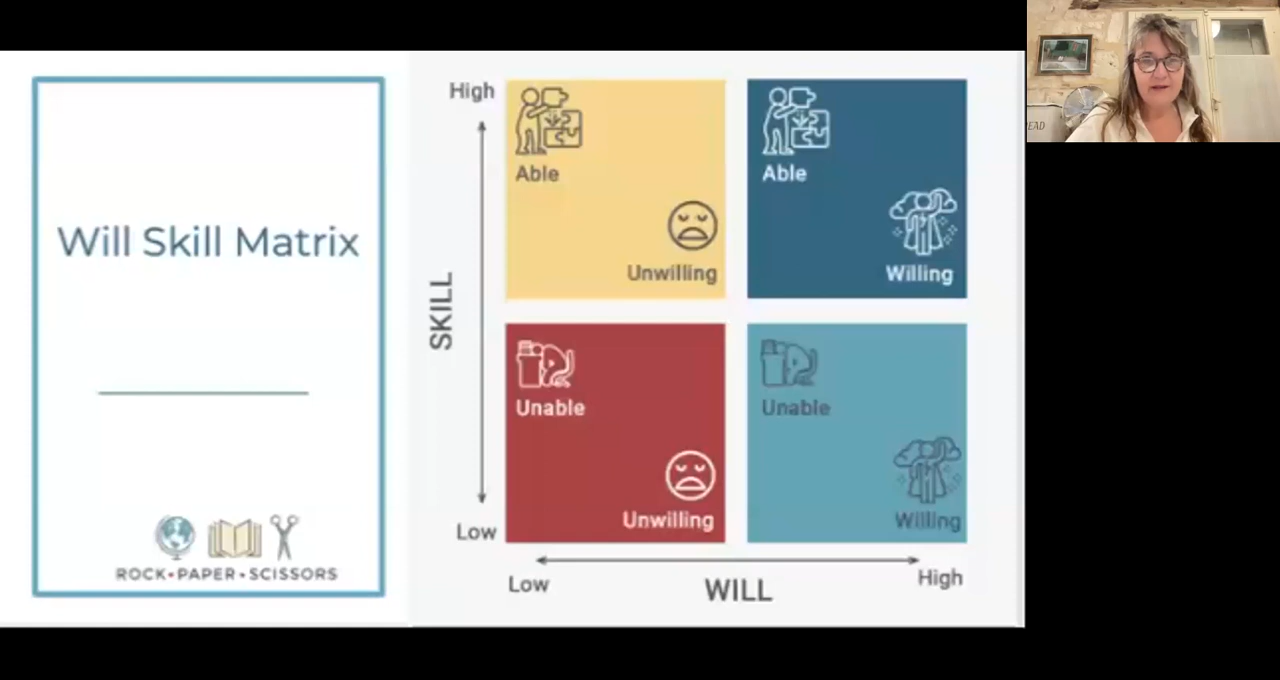 Will Skill Matrix
ROCK•PAPER•SCISSORS
High
SKILL
Low
Able
Unwilling
Able
Willing
Unable
Unwilling
Unable
Willing
Low
WILL
High
EAD